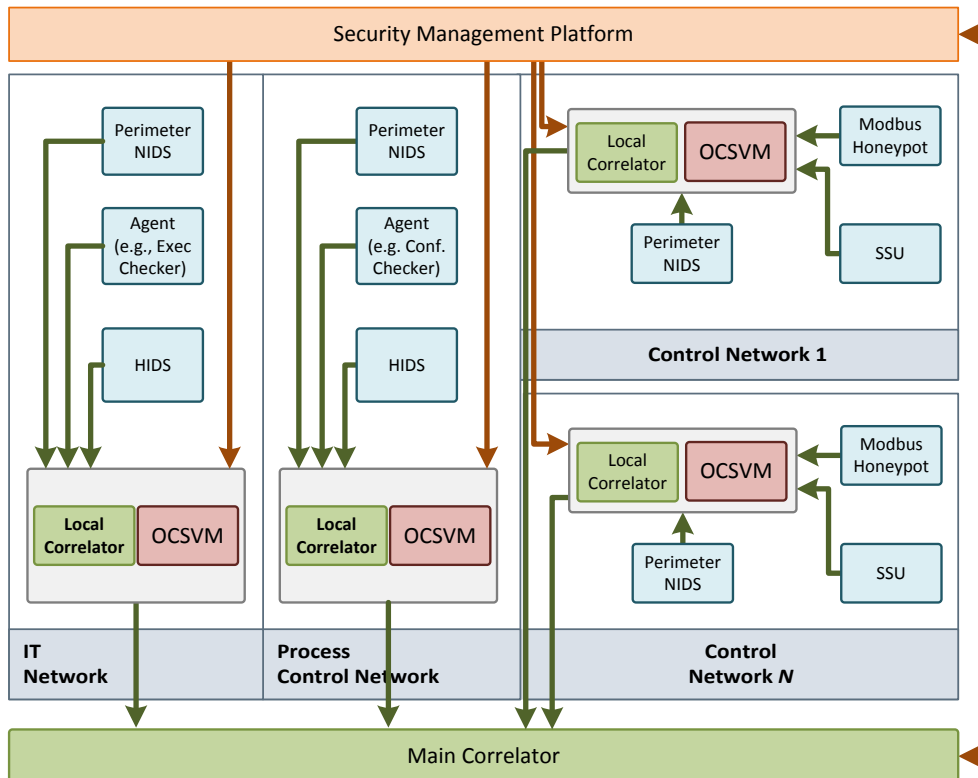 Security Management Platform
Perimeter
NIDS
Agent
(e.g., Exec
Checker)
HIDS
Local
Correlator
OCSVM
IT
Network
Perimeter
NIDS
Agent
(e.g. Conf.
Checker)
HIDS
Local
Correlator
OCSVM
Process
Control Network
Local
Correlator
OCSVM
Modbus
Honeypot
Perimeter
NIDS
SSU
Control Network 1
Local
Correlator
OCSVM
Modbus
Honeypot
Perimeter
NIDS
SSU
Control
Network N
Main Correlator